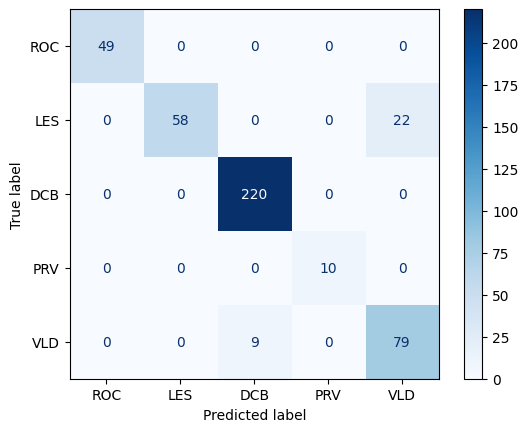 ROC 49 0 0 0 0
LES 0 58 0 0 22
DCB 0 0 220 0 0
PRV 0 0 0 10 0
VLD 0 0 9 0 79
ROC LES DCB PRV VLD
Predicted label
True label
200
175
150
125
100
75
50
25
0